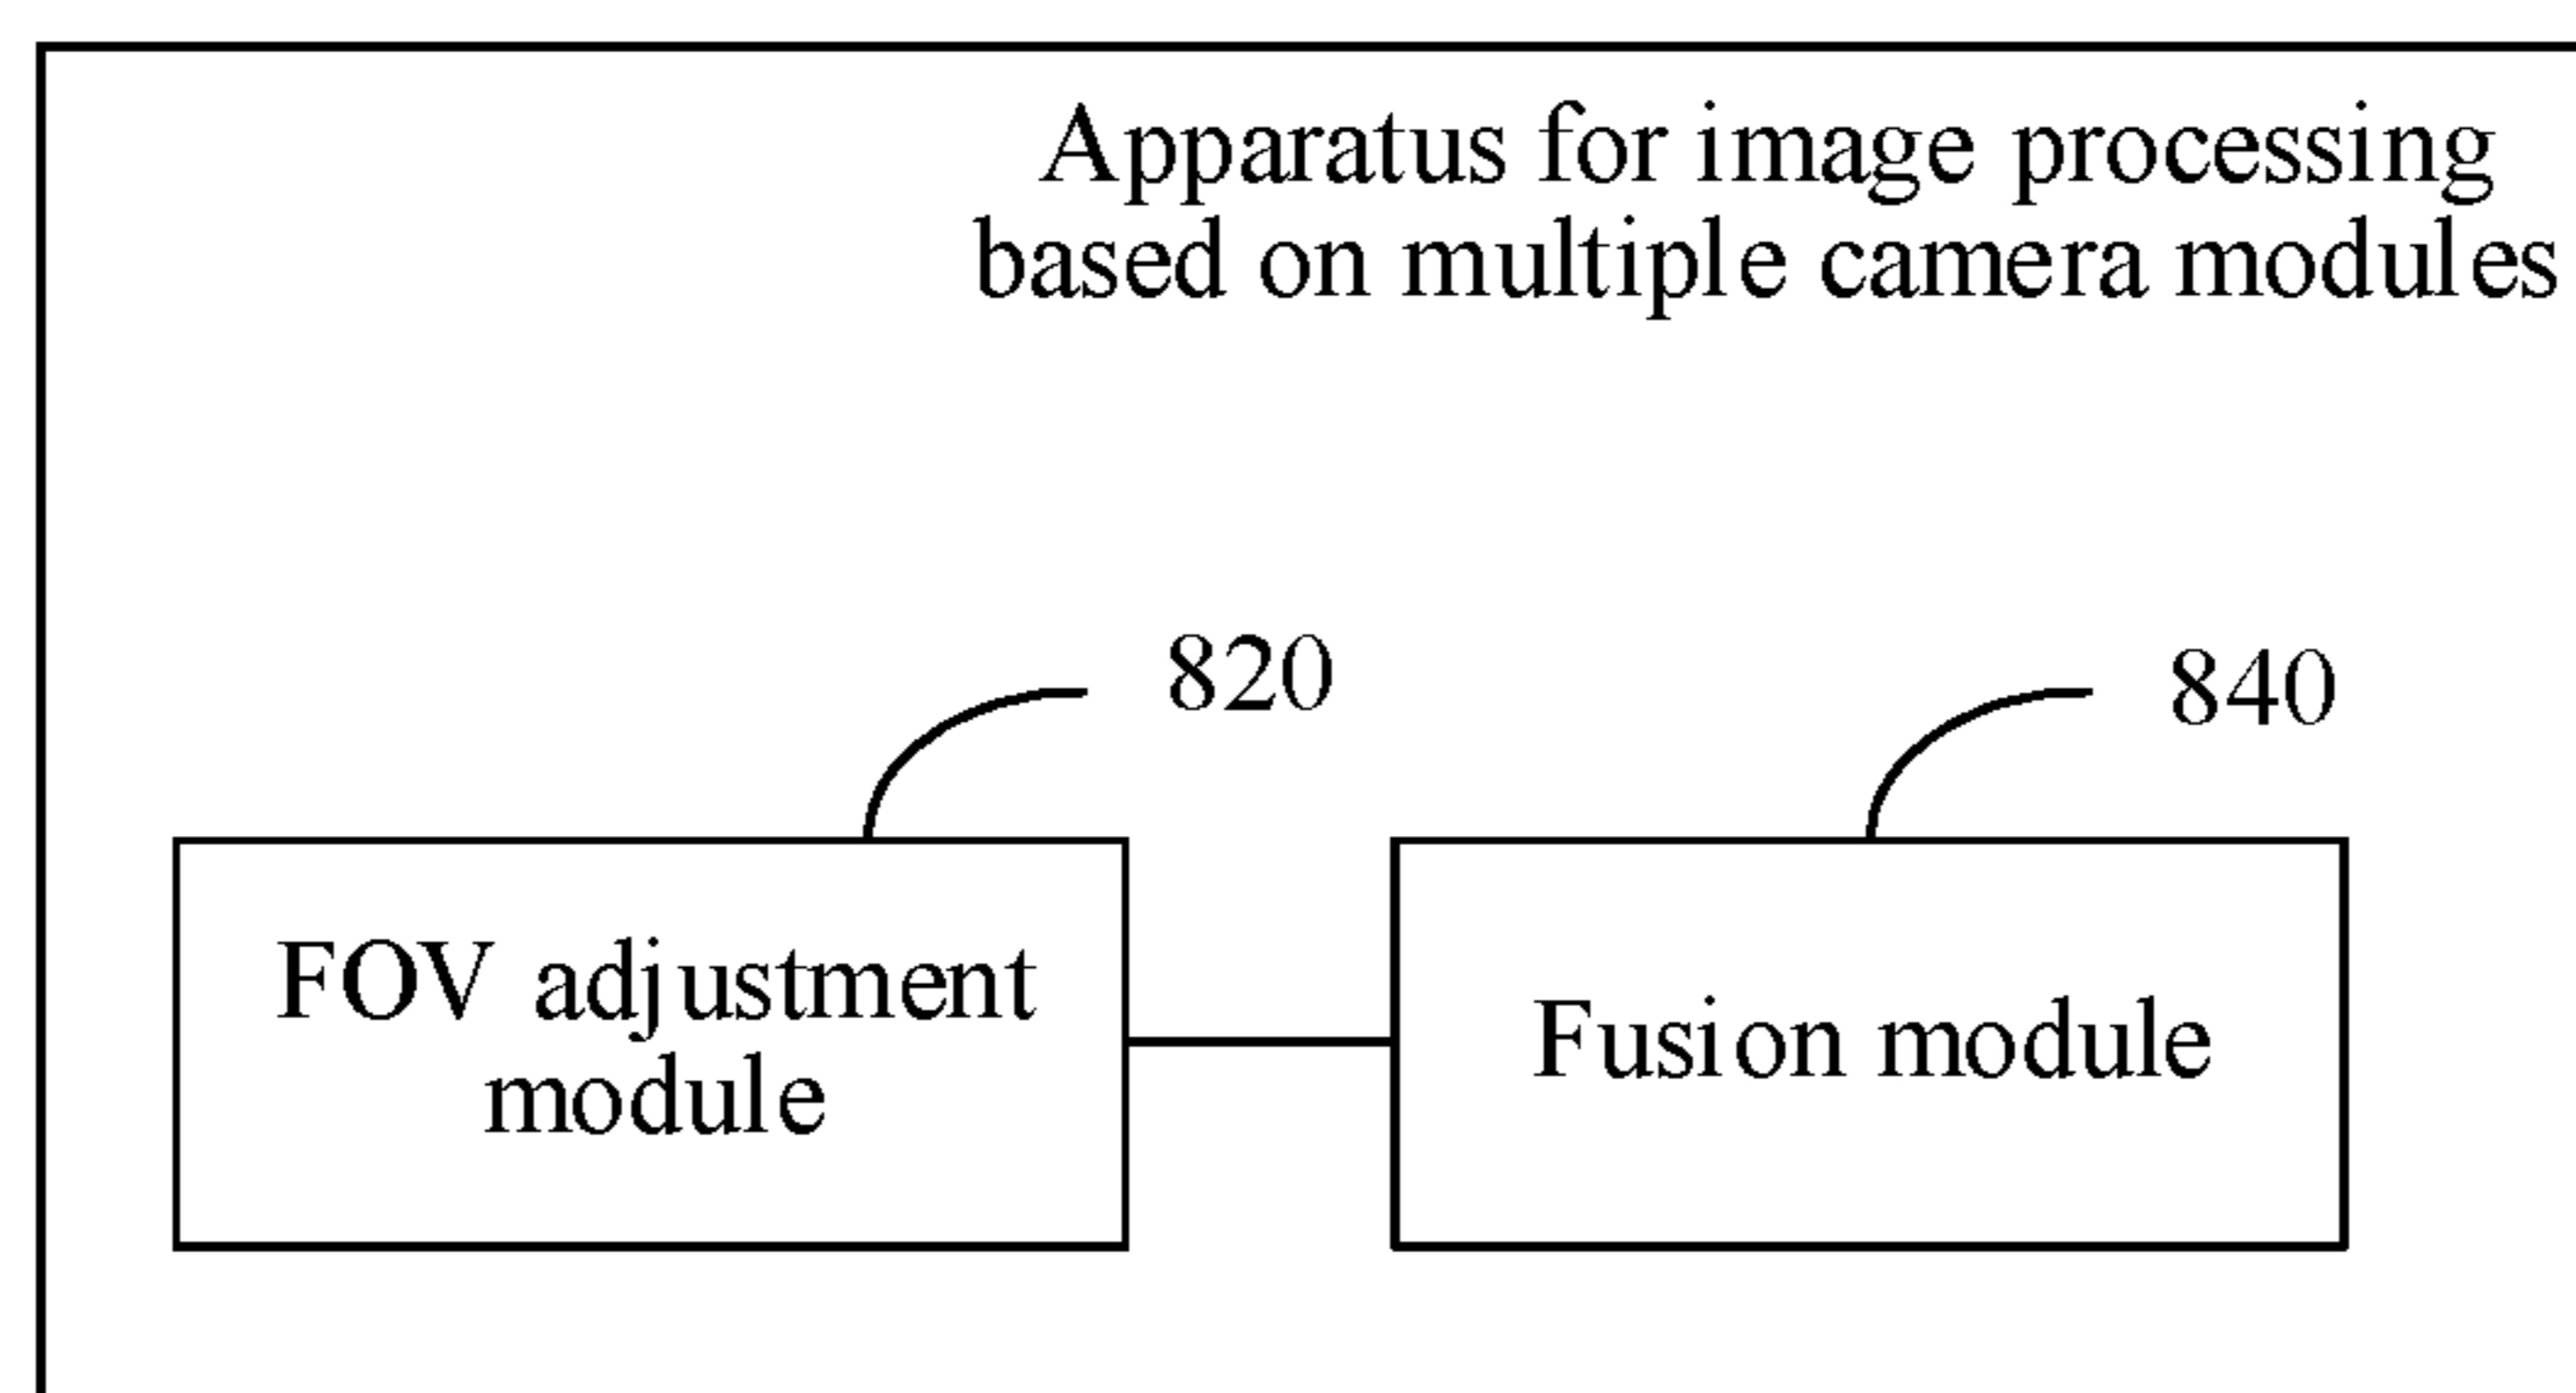 Apparatus for image processing
based on multiple camera modules
820
840
FOV adjustment
module
Fusion module